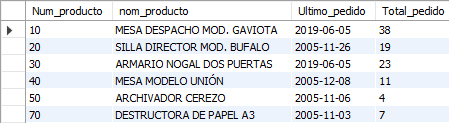 Num_producto nom_producto Ultimo_pedido Total_pedido
10 MESA DESPACHO MOD. GAVIOTA 2019-06-05 38
20 SILLA DIRECTOR MOD. BUFALO 2005-11-26 19
30 ARMARIO NOGAL DOS PUERTAS 2019-06-05 23
40 MESA MODELO UNIÓN 2005-12-08 11
50 ARCHIVADOR CEREZO 2005-11-06 4
70 DESTRUCTORA DE PAPEL A3 2005-11-03 7